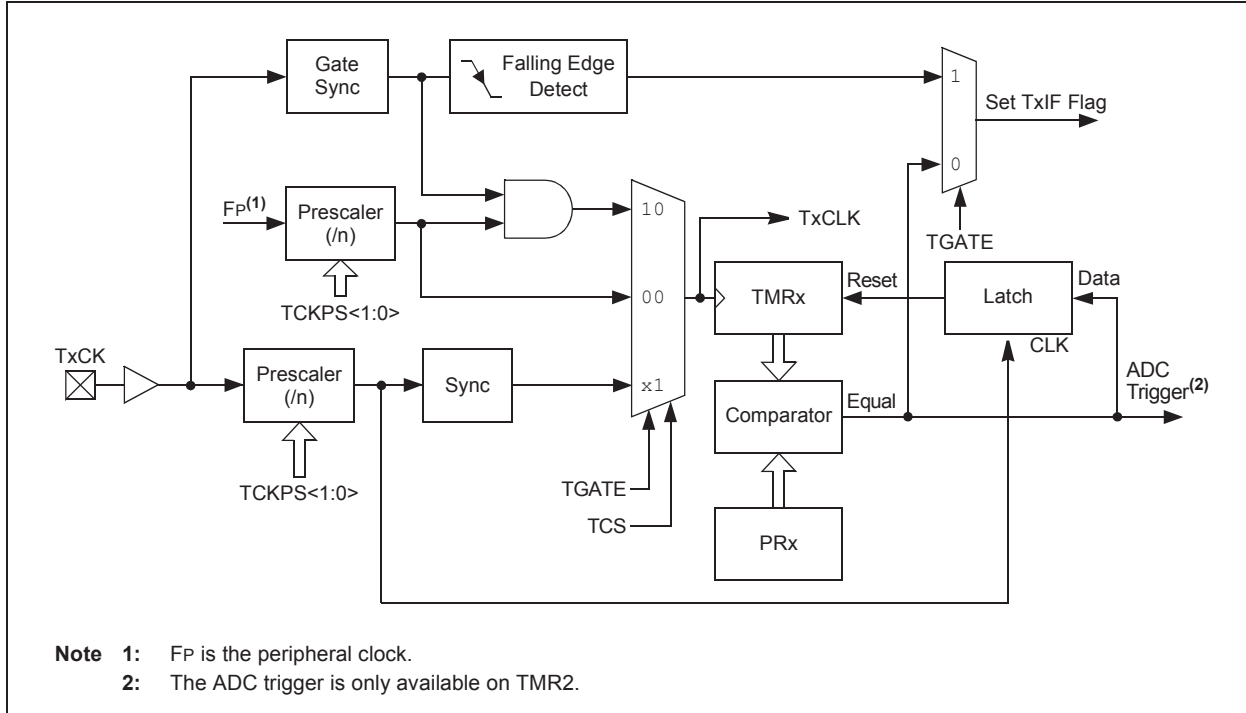 Gate
Sync
Falling Edge
Detect
1
Set TxIF Flag
0
TGATE
FP(1)
Prescaler
(/n)
TCKPS<1:0>
10
00
x1
TxCLK
TMRx
Reset
Latch
Data
CLK
TxCK
Prescaler
(/n)
TCKPS<1:0>
Sync
Comparator
Equal
ADC
Trigger(2)
TGATE
TCS
PRx
Note 1: FP is the peripheral clock.
2: The ADC trigger is only available on TMR2.